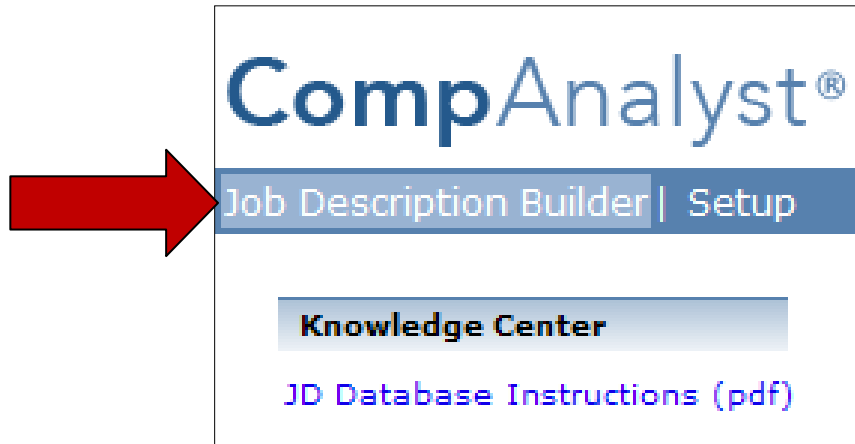 CompAnalyst®
Job Description Builder | Setup
Knowledge Center
JD Database Instructions (pdf)